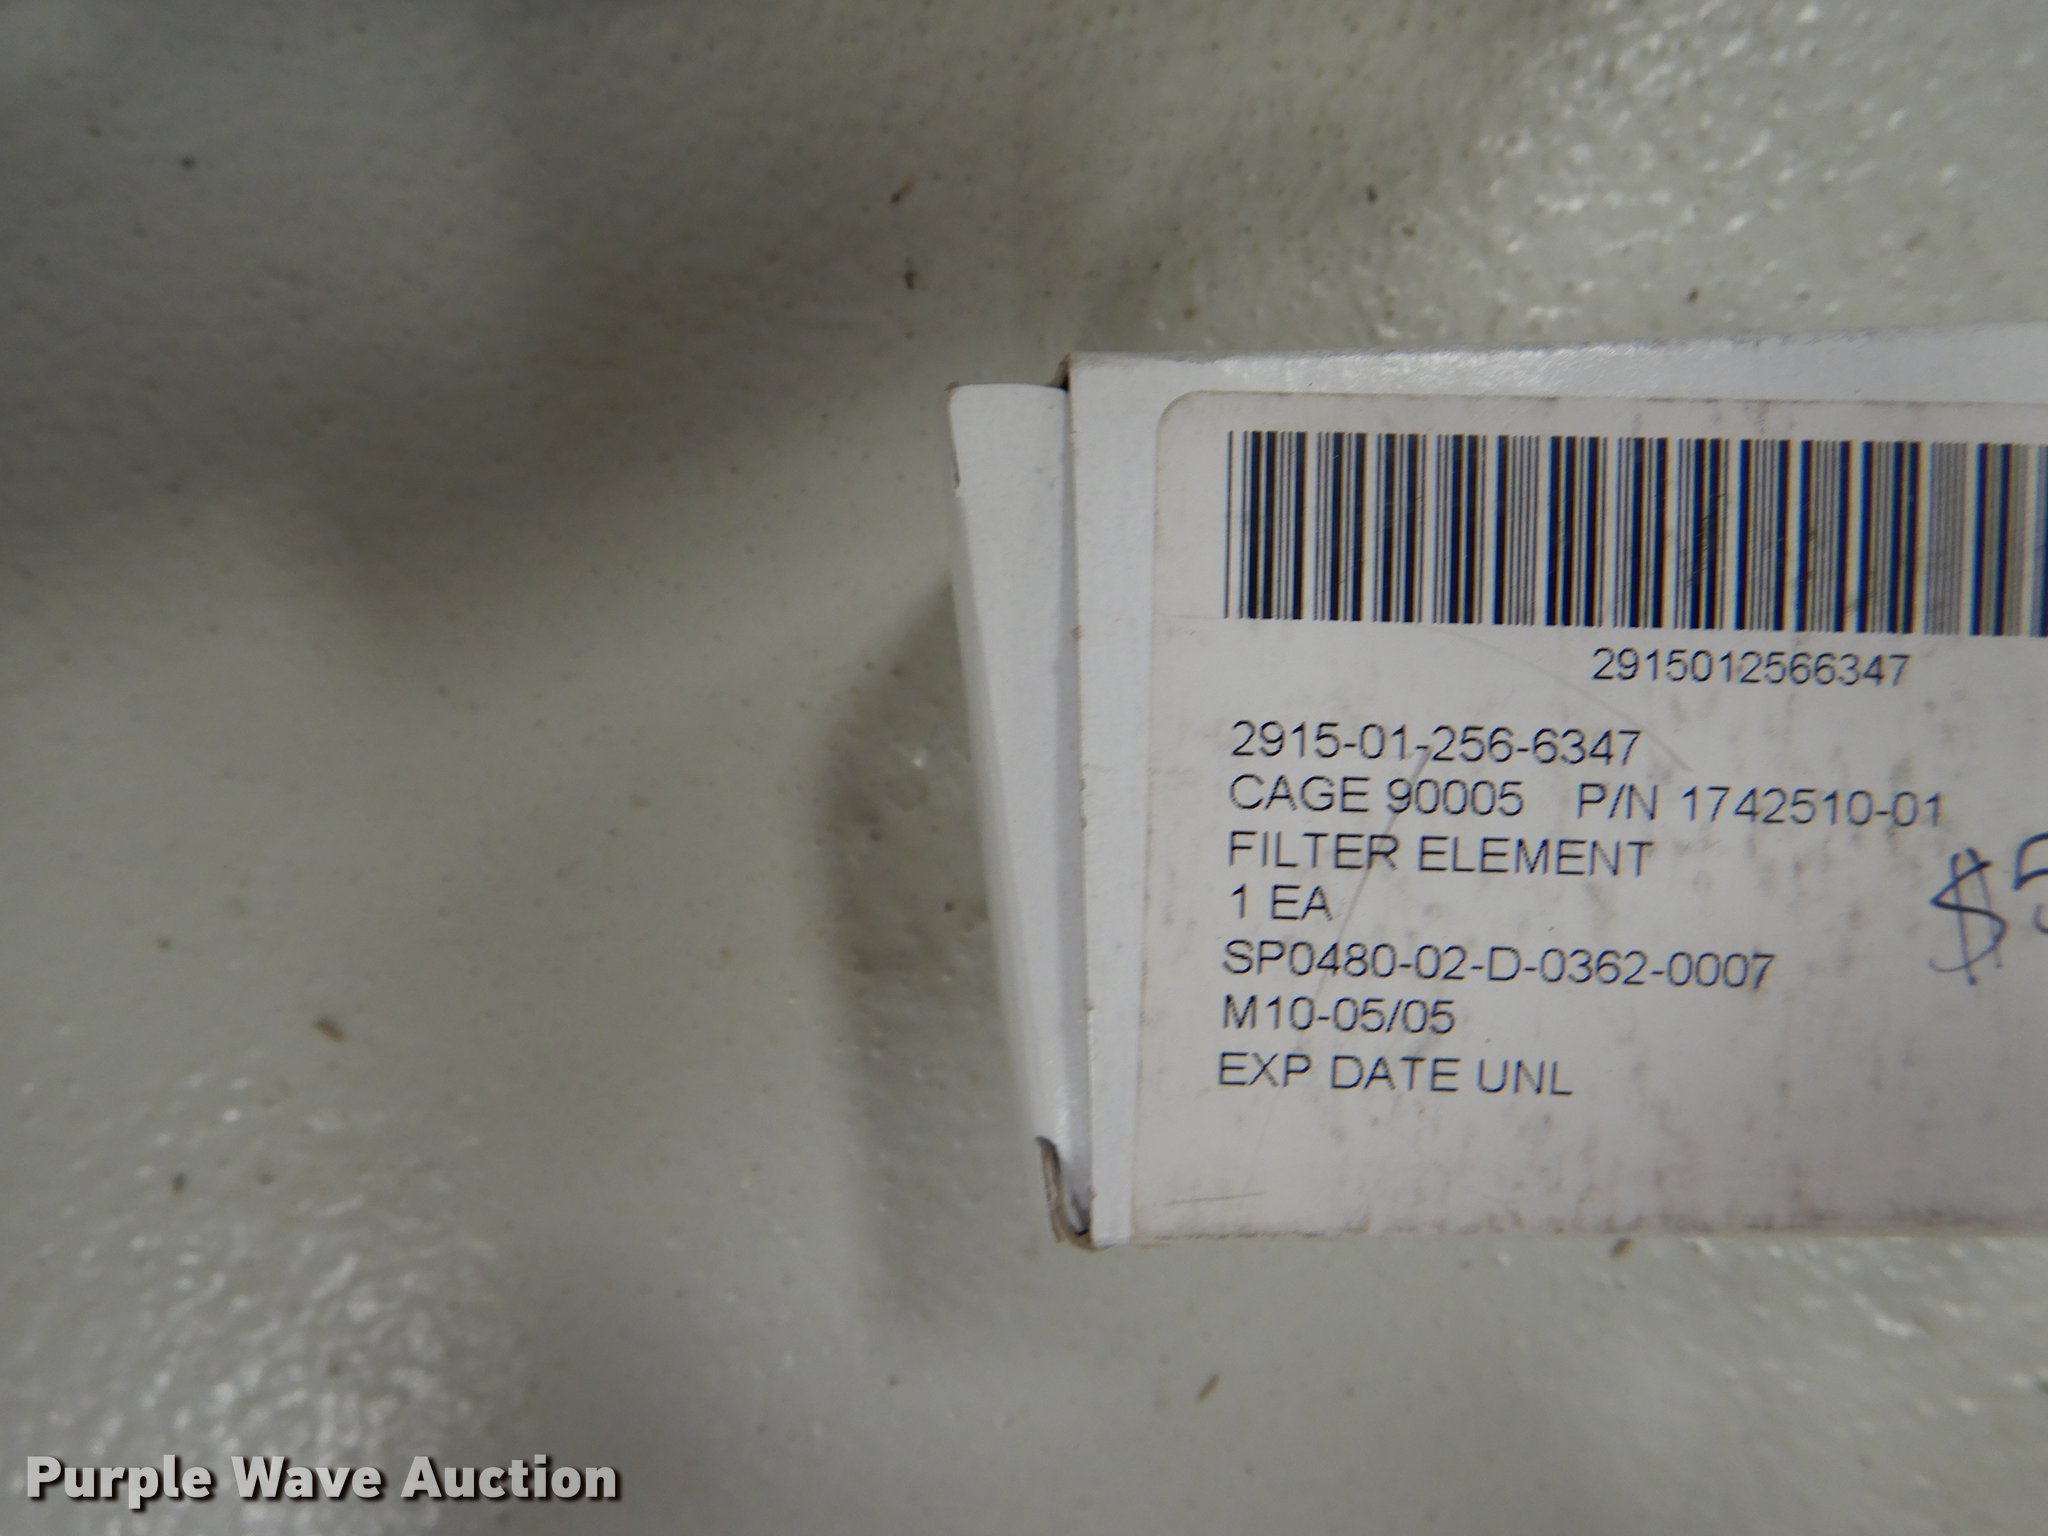 2915012566347
2915-01-256-6347
CAGE 90005 P/N 1742510-01
FILTER ELEMENT
1 EA
SP0480-02-D-0362-0007
M10-05/05
EXP DATE UNL
Purple Wave Auction